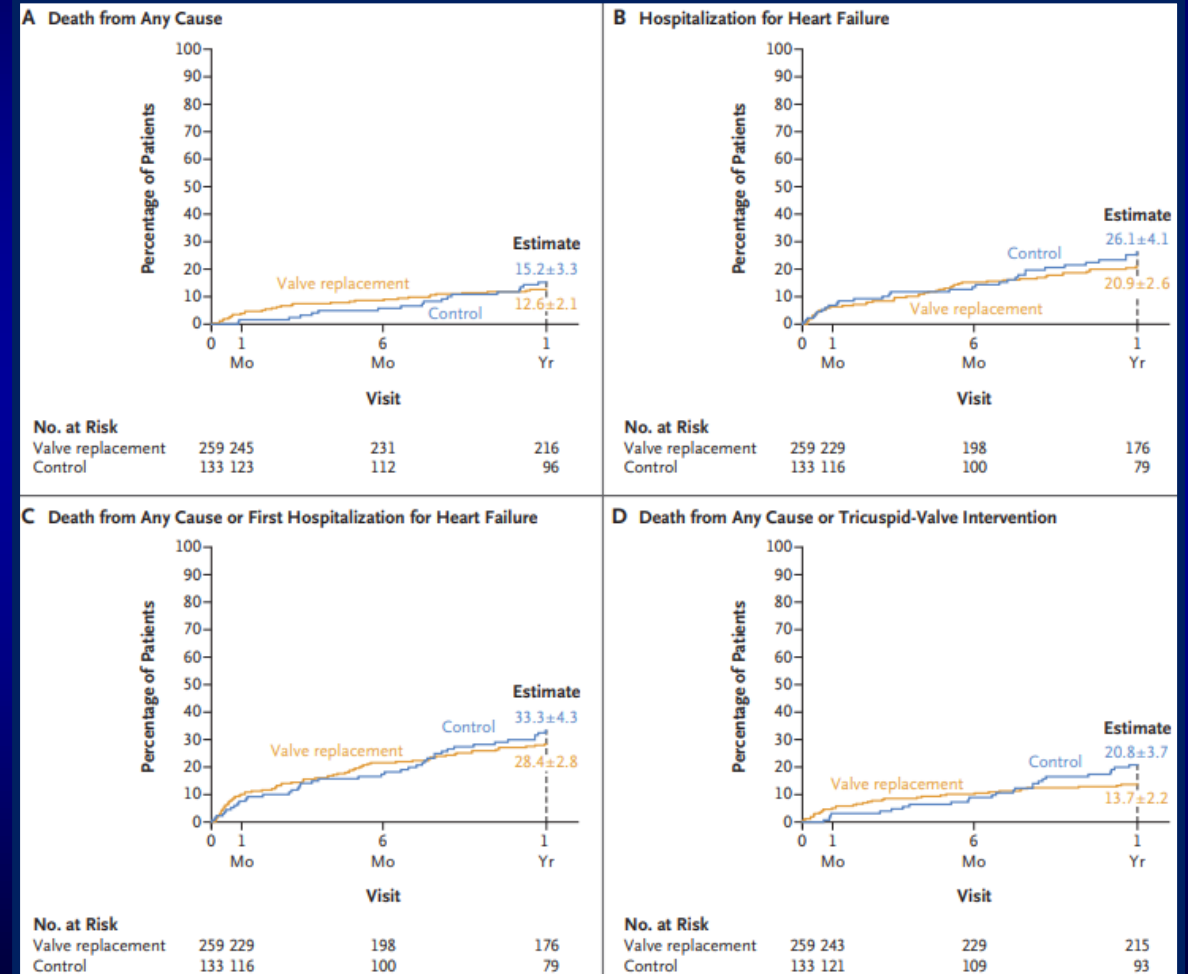 A Death from Any Cause
100
90
80
70
60
50
40
30
20
10
0
Percentage of Patients
Estimate
15.2±3.3
Valve replacement
12.6±2.1
Control
0 1 6 1
Mo Mo Yr
Visit
No. at Risk
Valve replacement 259 245 231 216
Control 133 123 112 96
B Hospitalization for Heart Failure
100
90
80
70
60
50
40
30
20
10
0
Percentage of Patients
Estimate
26.1±4.1
Control
20.9±2.6
Valve replacement
0 1 6 1
Mo Mo Yr
Visit
No. at Risk
Valve replacement 259 229 198 176
Control 133 116 100 79
C Death from Any Cause or First Hospitalization for Heart Failure
100
90
80
70
60
50
40
30
20
10
0
Percentage of Patients
Estimate
33.3±4.3
Control
Valve replacement
28.4±2.8
0 1 6 1
Mo Mo Yr
Visit
No. at Risk
Valve replacement 259 229 198 176
Control 133 116 100 79
D Death from Any Cause or Tricuspid-Valve Intervention
100
90
80
70
60
50
40
30
20
10
0
Percentage of Patients
Estimate
20.8±3.7
Control
Valve replacement
13.7±2.2
0 1 6 1
Mo Mo Yr
Visit
No. at Risk
Valve replacement 259 243 229 215
Control 133 121 109 93